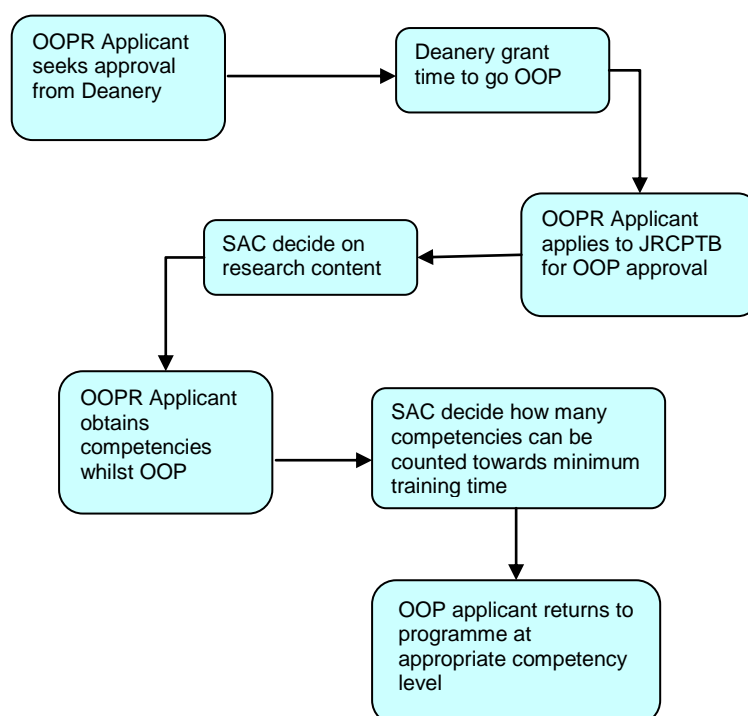 OOPR Applicant
seeks approval
from Deanery
Deanery grant
time to go OOP
OOPR Applicant
applies to JRCPTB
for OOP approval
SAC decide on
research content
OOPR Applicant
obtains
competencies
whilst OOP
SAC decide how many
competencies can be
counted towards minimum
training time
OOP applicant returns to
programme at
appropriate competency
level